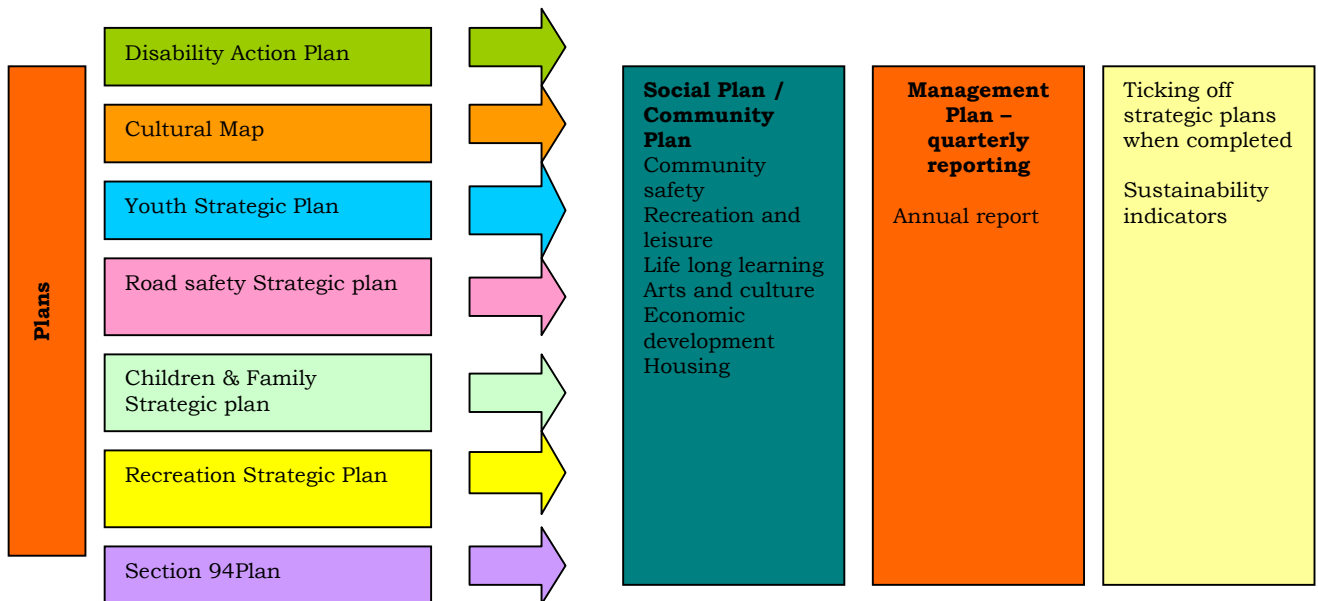 Plans
Disability Action Plan
Cultural Map
Youth Strategic Plan
Road safety Strategic plan
Children & Family
Strategic plan
Recreation Strategic Plan
Section 94Plan
Social Plan /
Community
Plan
Community
safety
Recreation and
leisure
Life long learning
Arts and culture
Economic
development
Housing
Management
Plan –
quarterly
reporting
Annual report
Ticking off
strategic plans
when completed
Sustainability
indicators